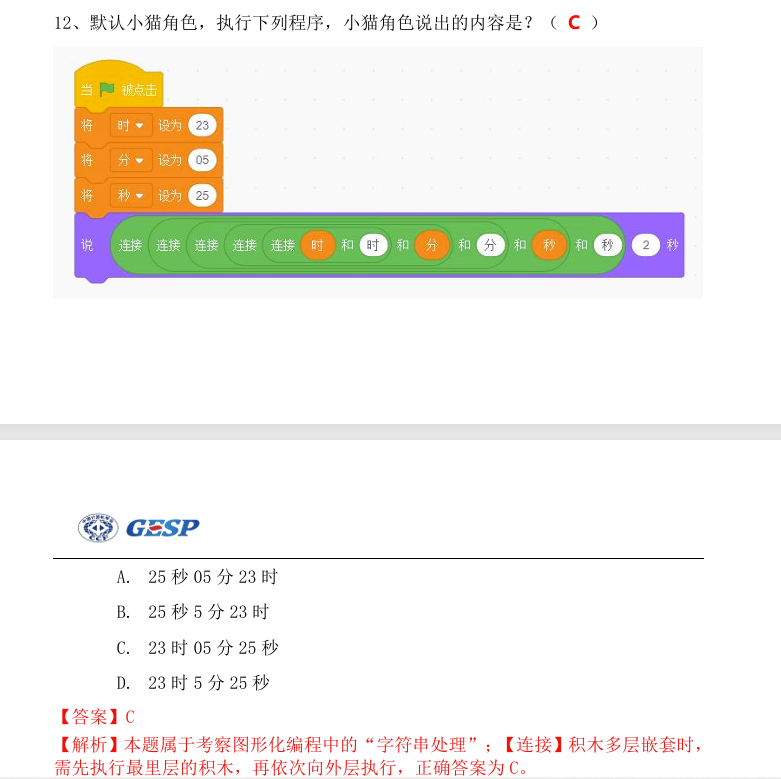 12、默认小猫角色，执行下列程序，小猫角色说出的内容是？（ C ）
当 被点击
将 时 设为 23
将 分 设为 05
将 秒 设为 25
说 连接 连接 连接 连接 连接 时 和 时 和 分 和 分 和 秒 和 秒 2 秒
GESP
A. 25 秒 05 分 23 时
B. 25 秒 5 分 23 时
C. 23 时 05 分 25 秒
D. 23 时 5 分 25 秒
【答案】C
【解析】本题属于考察图形化编程中的“字符串处理”；【连接】积木多层嵌套时，
需先执行最里层的积木，再依次向外层执行，正确答案为 C。